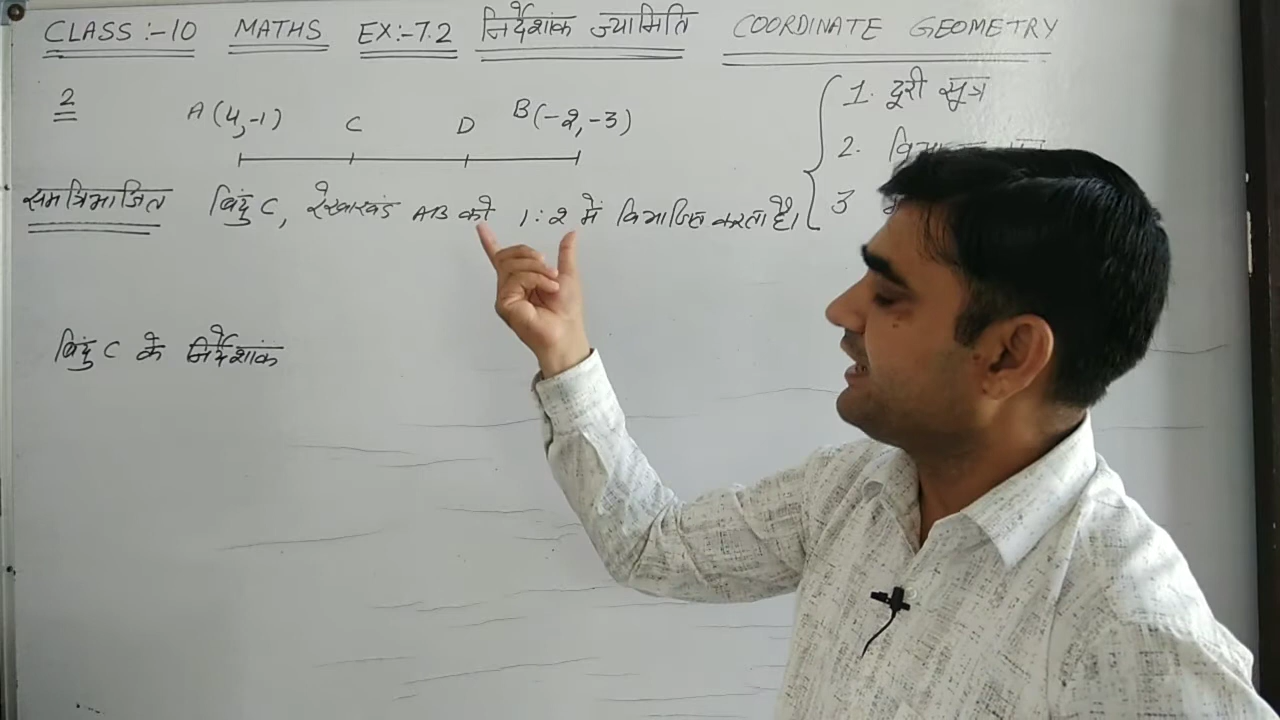 CLASS:-10 MATHS EX:-7.2 निर्देशांक ज्यामिति COORDINATE GEOMETRY
2
A(4,-1) C D B(-2,-3)
समत्रिभाजित बिंदु C, रेखाखंड AB को 1:2 में विभाजित करता है।
1. दूरी सूत्र
2.
3
बिंदु C के निर्देशांक